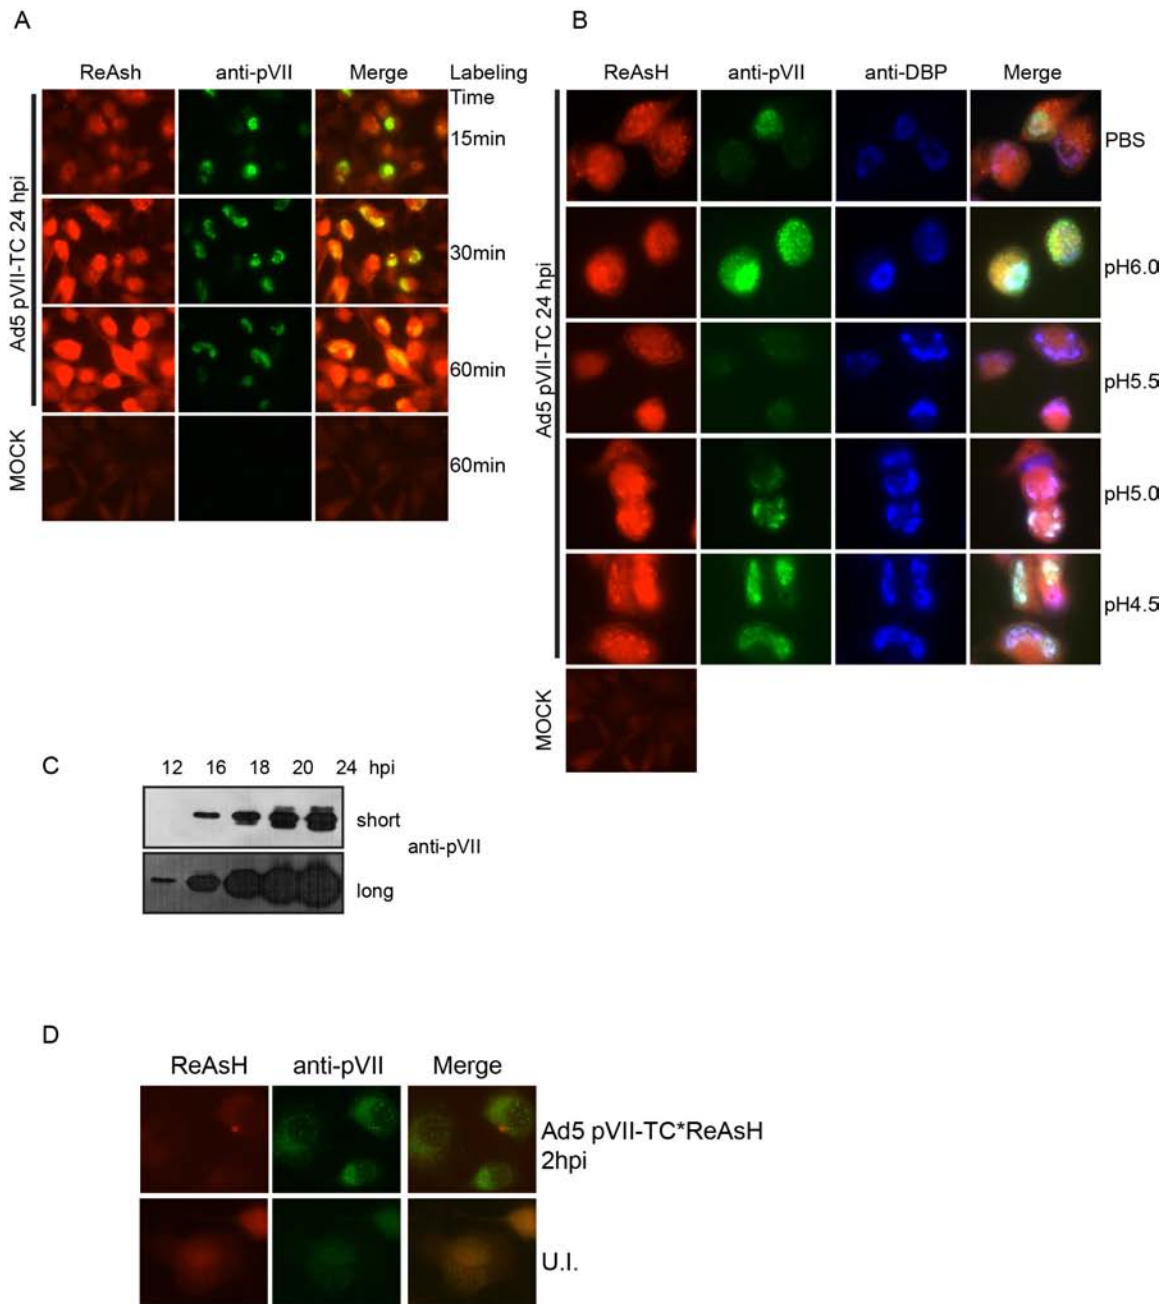 A
ReAsh anti-pVII Merge Labeling
Time
15min
30min
60min
60min
Ad5 pVII-TC 24 hpi
MOCK
B
ReAsH anti-pVII anti-DBP Merge
PBS
pH6.0
pH5.5
pH5.0
pH4.5
Ad5 pVII-TC 24 hpi
MOCK
C
12 16 18 20 24 hpi
short
anti-pVII
long
D
ReAsH anti-pVII Merge
Ad5 pVII-TC*ReAsH
2hpi
U.I.